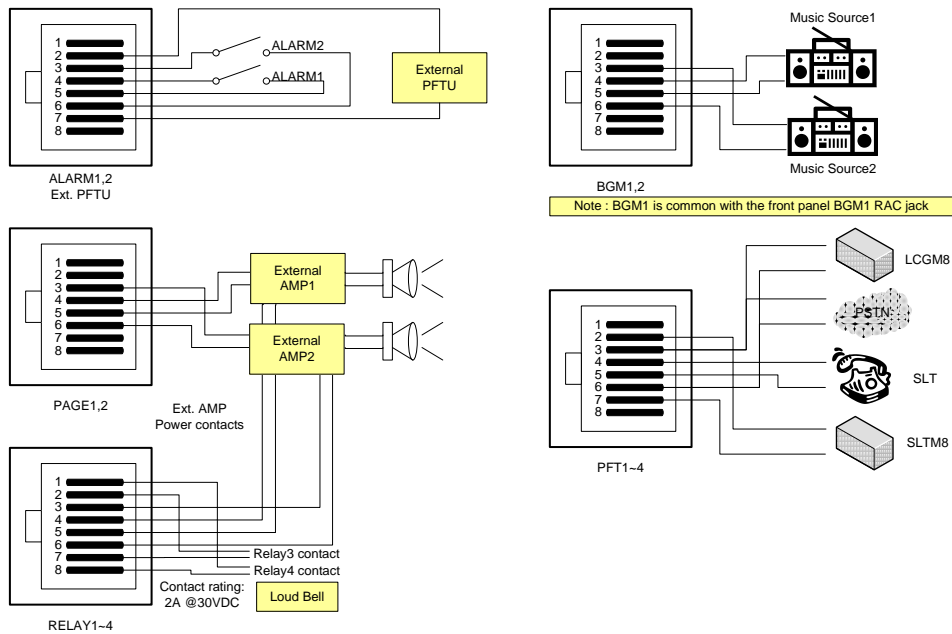 1
2
3
4
5
6
7
8
ALARM2
ALARM1
External
PFTU
ALARM1,2
Ext. PFTU
1
2
3
4
5
6
7
8
Music Source1
Music Source2
BGM1,2
Note : BGM1 is common with the front panel BGM1 RAC jack
1
2
3
4
5
6
7
8
External
AMP1
External
AMP2
PAGE1,2
Ext. AMP
Power contacts
1
2
3
4
5
6
7
8
LCGM8
PSTN
SLT
SLTM8
PFT1~4
1
2
3
4
5
6
7
8
Relay3 contact
Relay4 contact
Contact rating:
2A @30VDC
Loud Bell
RELAY1~4